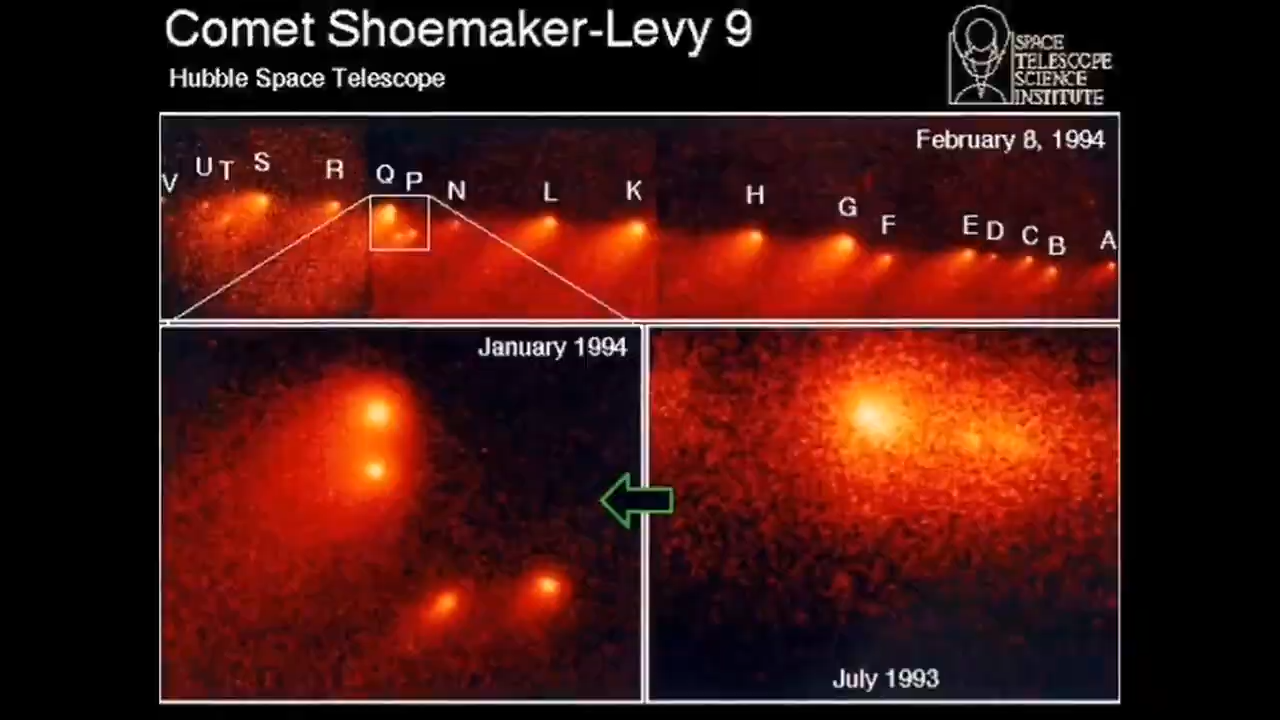 Comet Shoemaker-Levy 9
Hubble Space Telescope
SPACE
TELESCOPE
SCIENCE
INSTITUTE
February 8, 1994
V U T S R Q P N L K H G F E D C B A
January 1994
July 1993